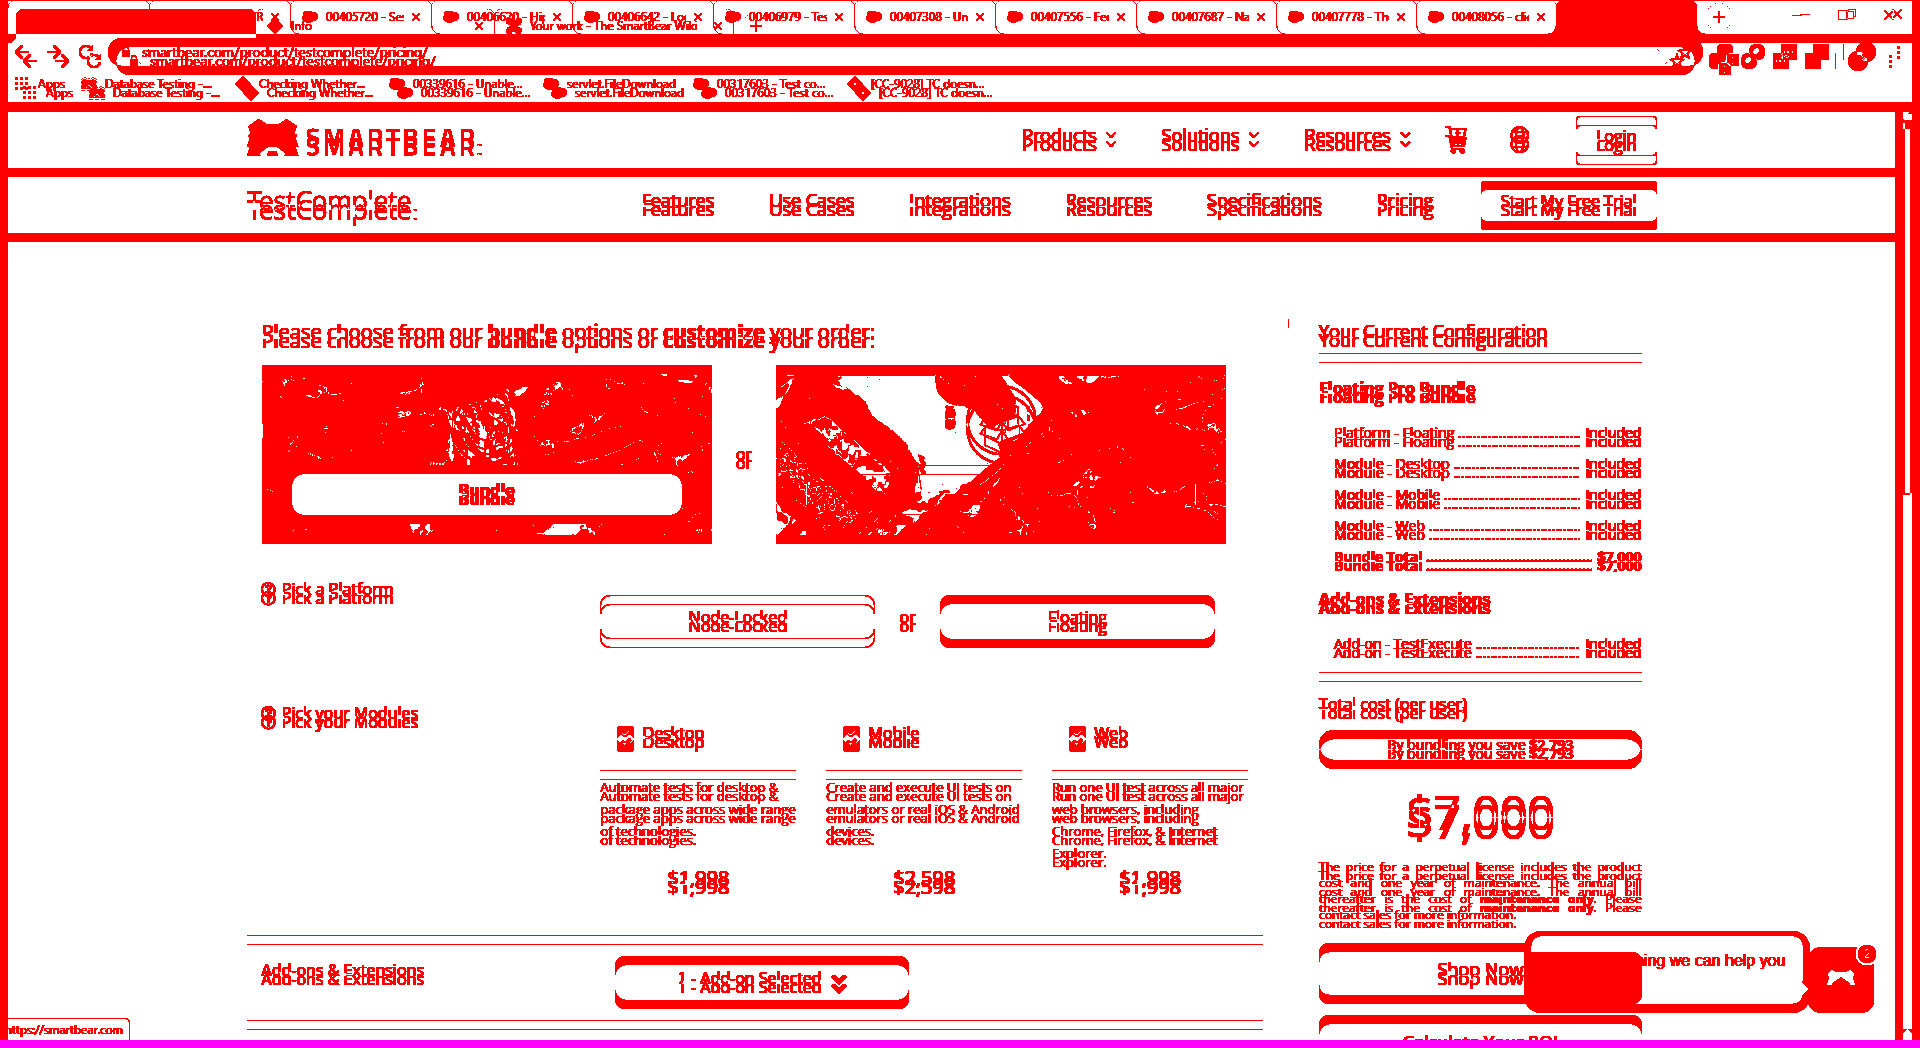 00405720 - Se
00406620 - Hi
00406642 - Lo
00406979 - Tes
00407308 - Un
00407556 - Fe
00407687 - Na
00407778 - Th
00408056 - cli
Info
Your work - The SmartBear Wiki
smartbear.com/product/testcomplete/pricing/
Apps
Database Testing -...
Checking Whether...
00339616 - Unable...
servlet.FileDownload
00317603 - Test co...
[CC-9028] TC doesn...
SMARTBEAR
Products
Solutions
Resources
Login
TestComplete
Features
Use Cases
Integrations
Resources
Specifications
Pricing
Start My Free Trial
Please choose from our bundle options or customize your order:
Bundle
or
Pick a Platform
Node-Locked
or
Floating
Pick your Modules
Desktop
Automate tests for desktop &
package apps across wide range
of technologies.
$1,998
Mobile
Create and execute UI tests on
emulators or real iOS & Android
devices.
$2,598
Web
Run one UI test across all major
web browsers, including
Chrome, Firefox, & Internet
Explorer.
$1,998
Add-ons & Extensions
1 - Add-on Selected
Your Current Configuration
Floating Pro Bundle
Platform - Floating Included
Module - Desktop Included
Module - Mobile Included
Module - Web Included
Bundle Total $7,000
Add-ons & Extensions
Add-on - TestExecute Included
Total cost (per user)
By bundling you save $2,793
$7,000
The price for a perpetual license includes the product
cost and one year of maintenance. The annual bill
thereafter is the cost of maintenance only. Please
contact sales for more information.
Shop Now
ing we can help you
2
Calculate Your ROI
https://smartbear.com